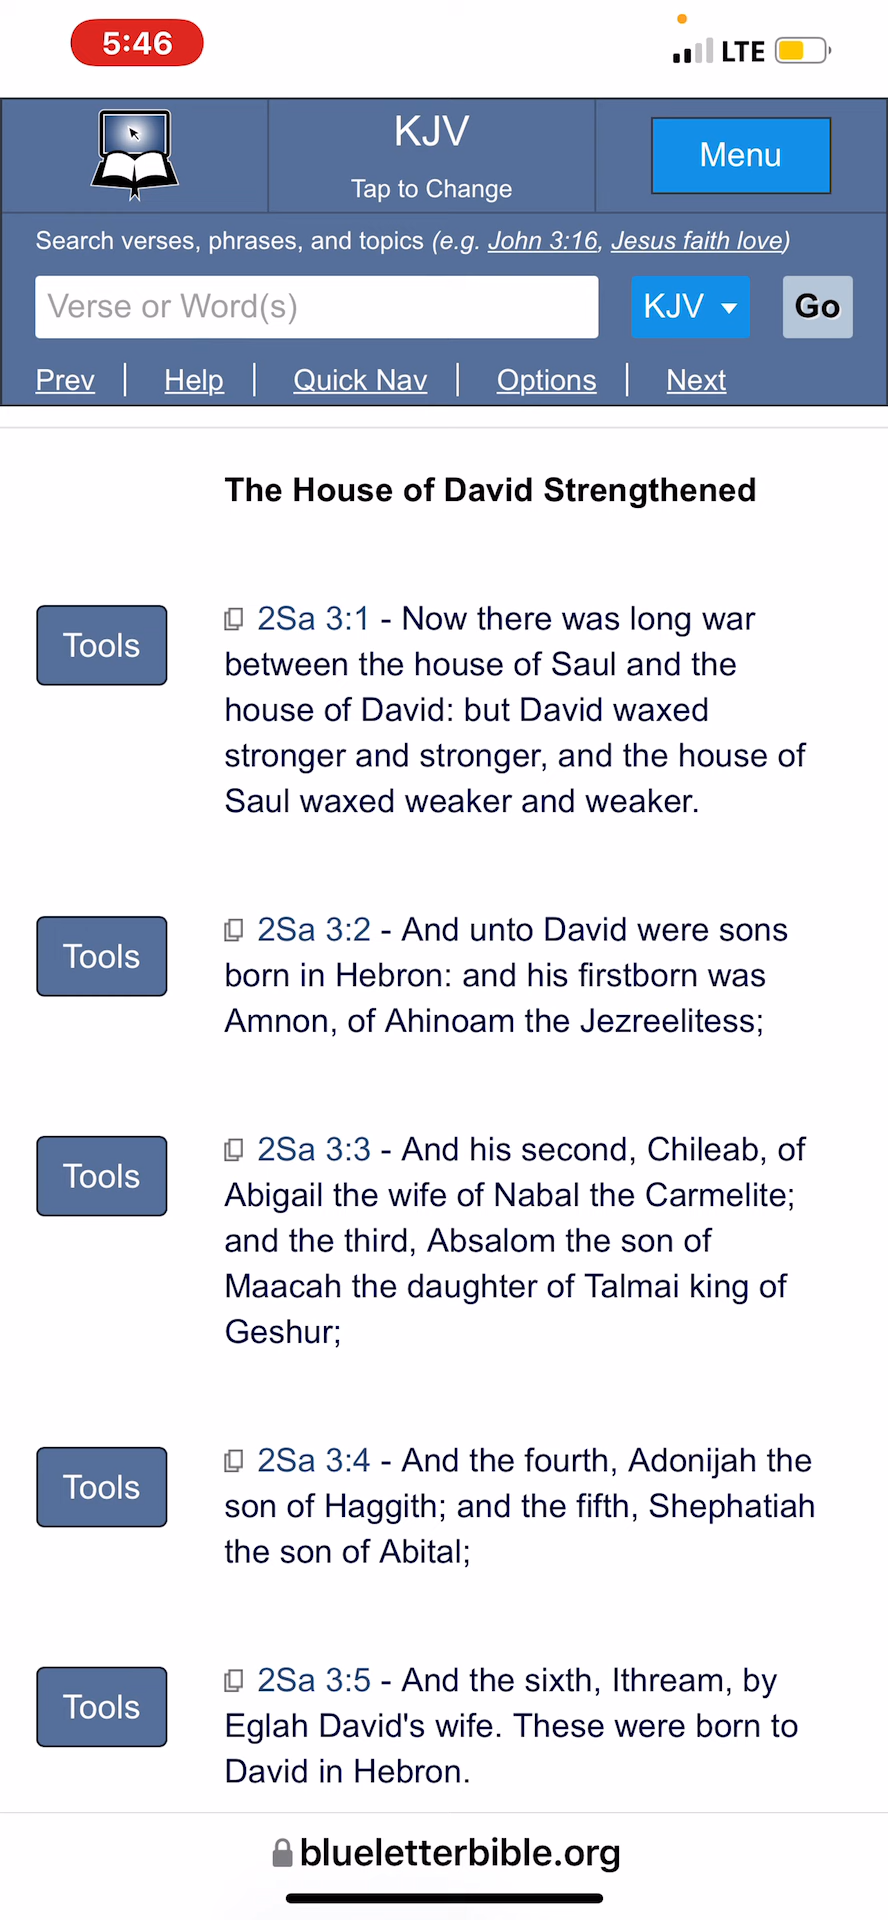 5:46
LTE
KJV
Tap to Change
Menu
Search verses, phrases, and topics (e.g. John 3:16, Jesus faith love)
Verse or Word(s)
KJV
Go
Prev | Help | Quick Nav | Options | Next
The House of David Strengthened
Tools
2Sa 3:1 - Now there was long war
between the house of Saul and the
house of David: but David waxed
stronger and stronger, and the house of
Saul waxed weaker and weaker.
Tools
2Sa 3:2 - And unto David were sons
born in Hebron: and his firstborn was
Amnon, of Ahinoam the Jezreelitess;
Tools
2Sa 3:3 - And his second, Chileab, of
Abigail the wife of Nabal the Carmelite;
and the third, Absalom the son of
Maacah the daughter of Talmai king of
Geshur;
Tools
2Sa 3:4 - And the fourth, Adonijah the
son of Haggith; and the fifth, Shephatiah
the son of Abital;
Tools
2Sa 3:5 - And the sixth, Ithream, by
Eglah David's wife. These were born to
David in Hebron.
blueletterbible.org